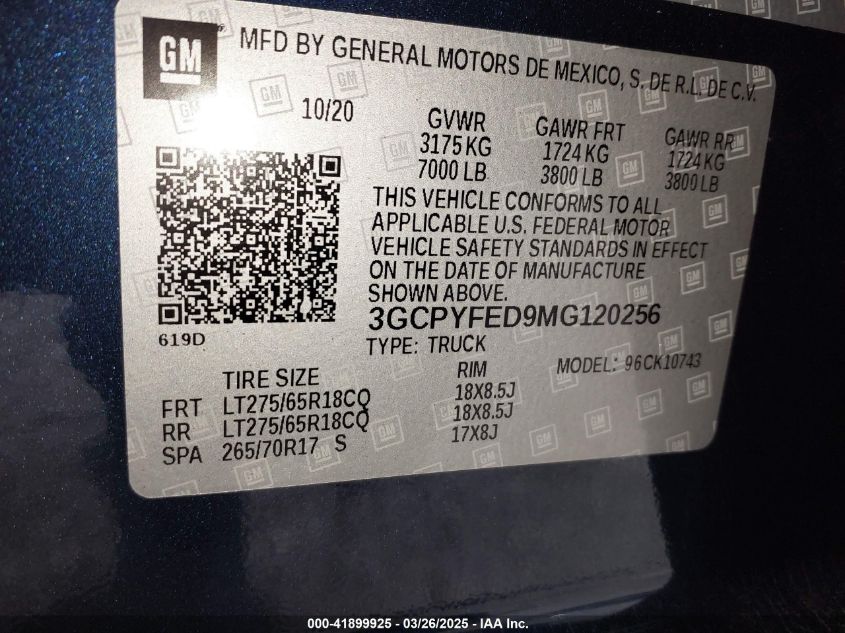 GM
MFD BY GENERAL MOTORS DE MEXICO, S. DE R.L. DE C.V.
10/20
GVWR GAWR FRT GAWR RR
3175 KG 1724 KG 1724 KG
7000 LB 3800 LB 3800 LB
THIS VEHICLE CONFORMS TO ALL
APPLICABLE U.S. FEDERAL MOTOR
VEHICLE SAFETY STANDARDS IN EFFECT
ON THE DATE OF MANUFACTURE
SHOWN ABOVE.
3GCPYFED9MG120256
619D
TYPE: TRUCK
MODEL: 96CK10743
TIRE SIZE RIM
FRT LT275/65R18CQ 18X8.5J
RR LT275/65R18CQ 18X8.5J
SPA 265/70R17 S 17X8J
000-41899925 - 03/26/2025 - IAA Inc.